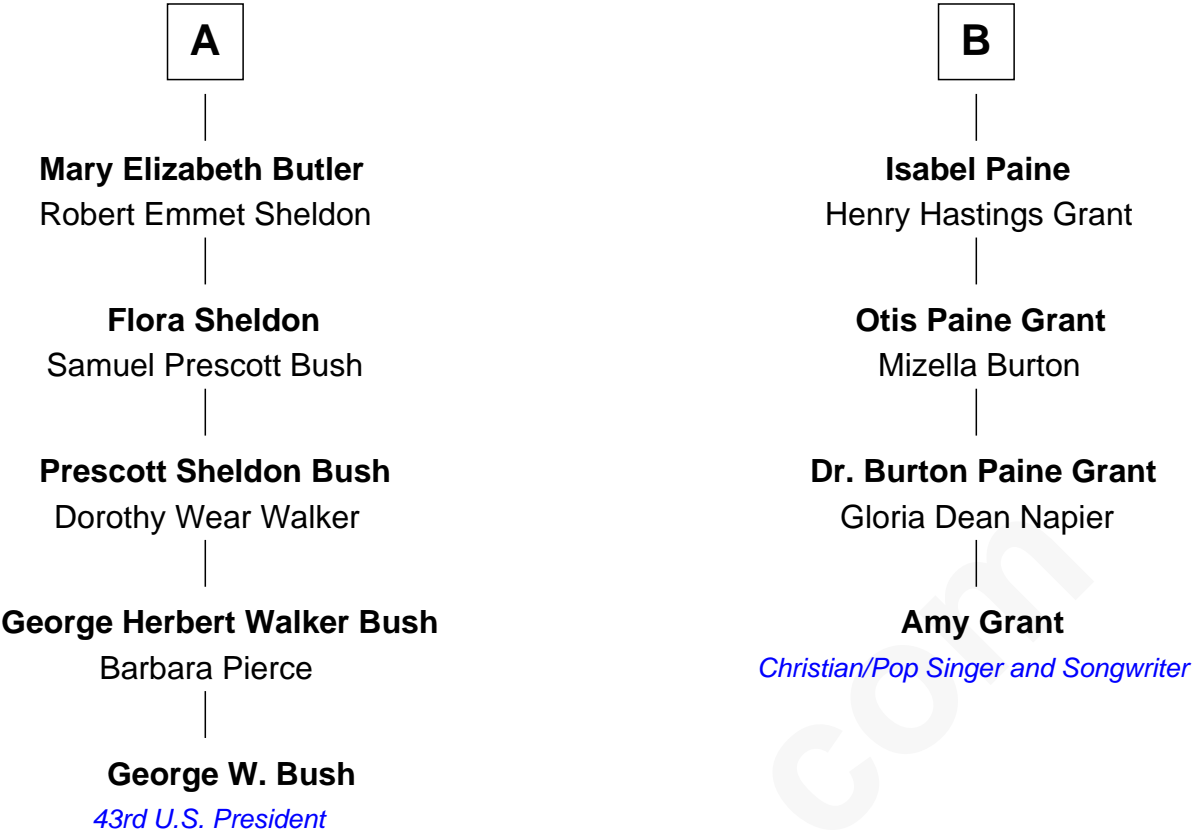 A
Mary Elizabeth Butler
Robert Emmet Sheldon
Flora Sheldon
Samuel Prescott Bush
Prescott Sheldon Bush
Dorothy Wear Walker
George Herbert Walker Bush
Barbara Pierce
George W. Bush
43rd U.S. President
B
Isabel Paine
Henry Hastings Grant
Otis Paine Grant
Mizella Burton
Dr. Burton Paine Grant
Gloria Dean Napier
Amy Grant
Christian/Pop Singer and Songwriter
com